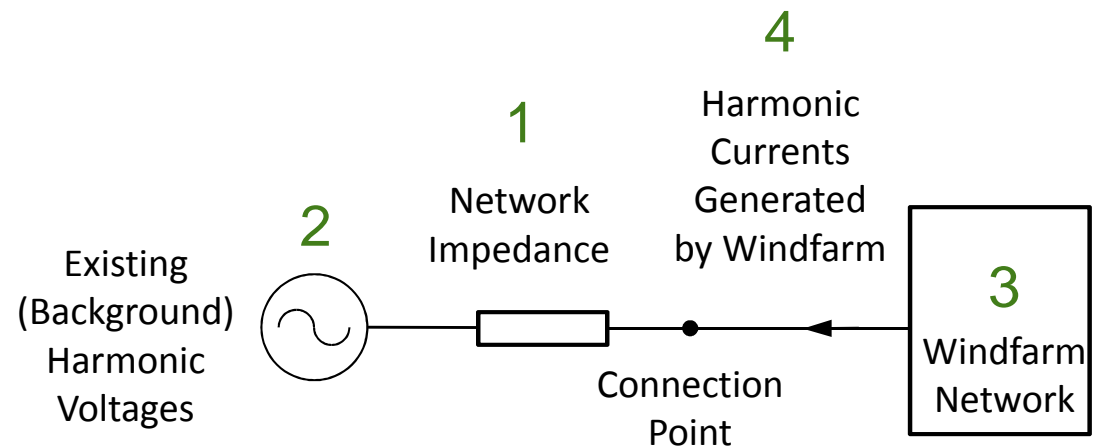 2
Existing
(Background)
Harmonic
Voltages
1
Network
Impedance
4
Harmonic
Currents
Generated
by Windfarm
Connection
Point
3
Windfarm
Network